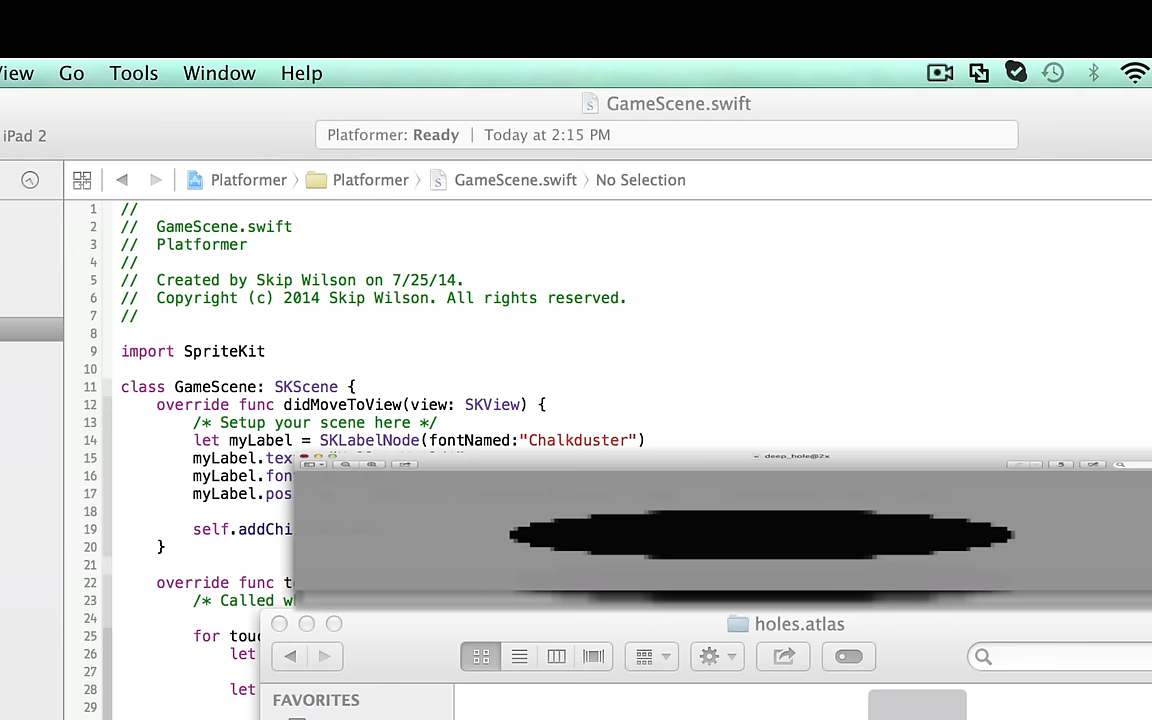 View Go Tools Window Help
GameScene.swift
iPad 2
Platformer: Ready | Today at 2:15 PM
Platformer 〉 Platformer 〉 GameScene.swift 〉 No Selection
1 //
2 // GameScene.swift
3 // Platformer
4 //
5 // Created by Skip Wilson on 7/25/14.
6 // Copyright (c) 2014 Skip Wilson. All rights reserved.
7 //
8
9 import SpriteKit
10
11 class GameScene: SKScene {
12 override func didMoveToView(view: SKView) {
13 /* Setup your scene here */
14 let myLabel = SKLabelNode(fontNamed:"Chalkduster")
15 myLabel.tex
deep_hole@2x
16 myLabel.fon
17 myLabel.pos
18
19 self.addChi
20 }
21
22 override func t
23 /* Called w
24
25 for touc
26 let
27
28 let
29
holes.atlas
FAVORITES